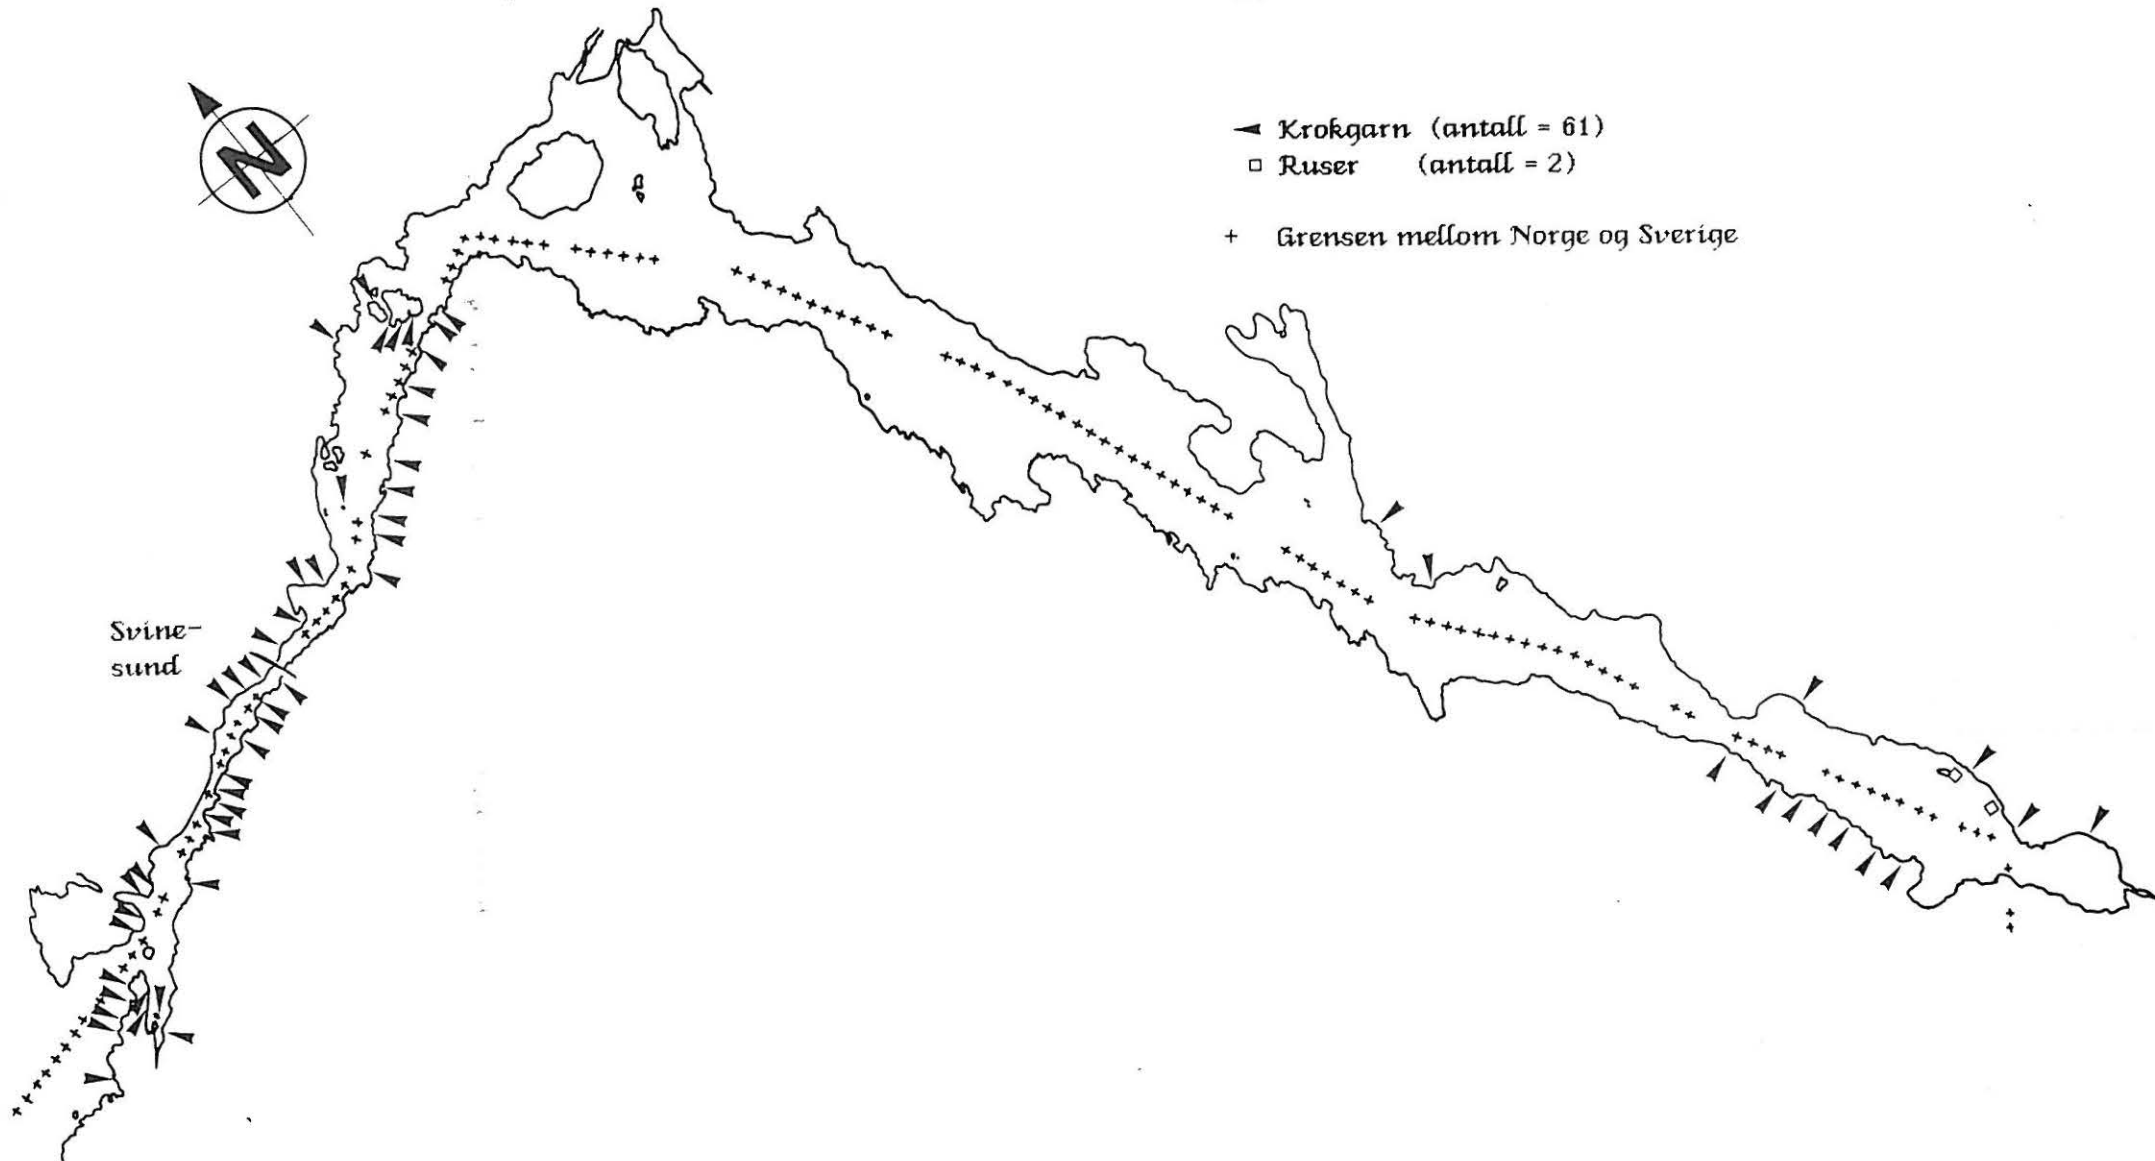 N
Krokgarn (antall = 61)
Ruser (antall = 2)
+ Grensen mellom Norge og Sverige
Svine-
sund